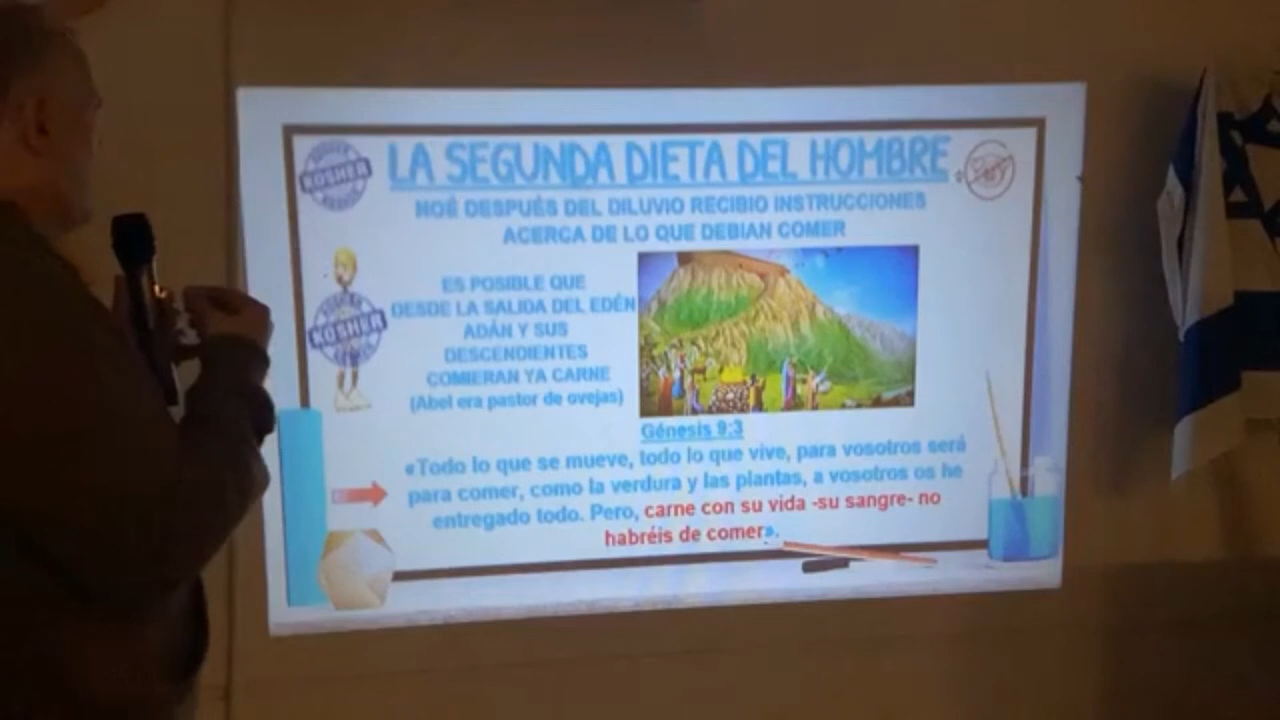 LA SEGUNDA DIETA DEL HOMBRE
KOSHER
NOÉ DESPUÉS DEL DILUVIO RECIBIO INSTRUCCIONES
ACERCA DE LO QUE DEBIAN COMER
ES POSIBLE QUE
DESDE LA SALIDA DEL EDÉN
ADÁN Y SUS
DESCENDIENTES
COMIERAN YA CARNE
(Abel era pastor de ovejas)
KOSHER
Génesis 9:3
«Todo lo que se mueve, todo lo que vive, para vosotros será
para comer, como la verdura y las plantas, a vosotros os he
entregado todo. Pero, carne con su vida -su sangre- no
habréis de comer».